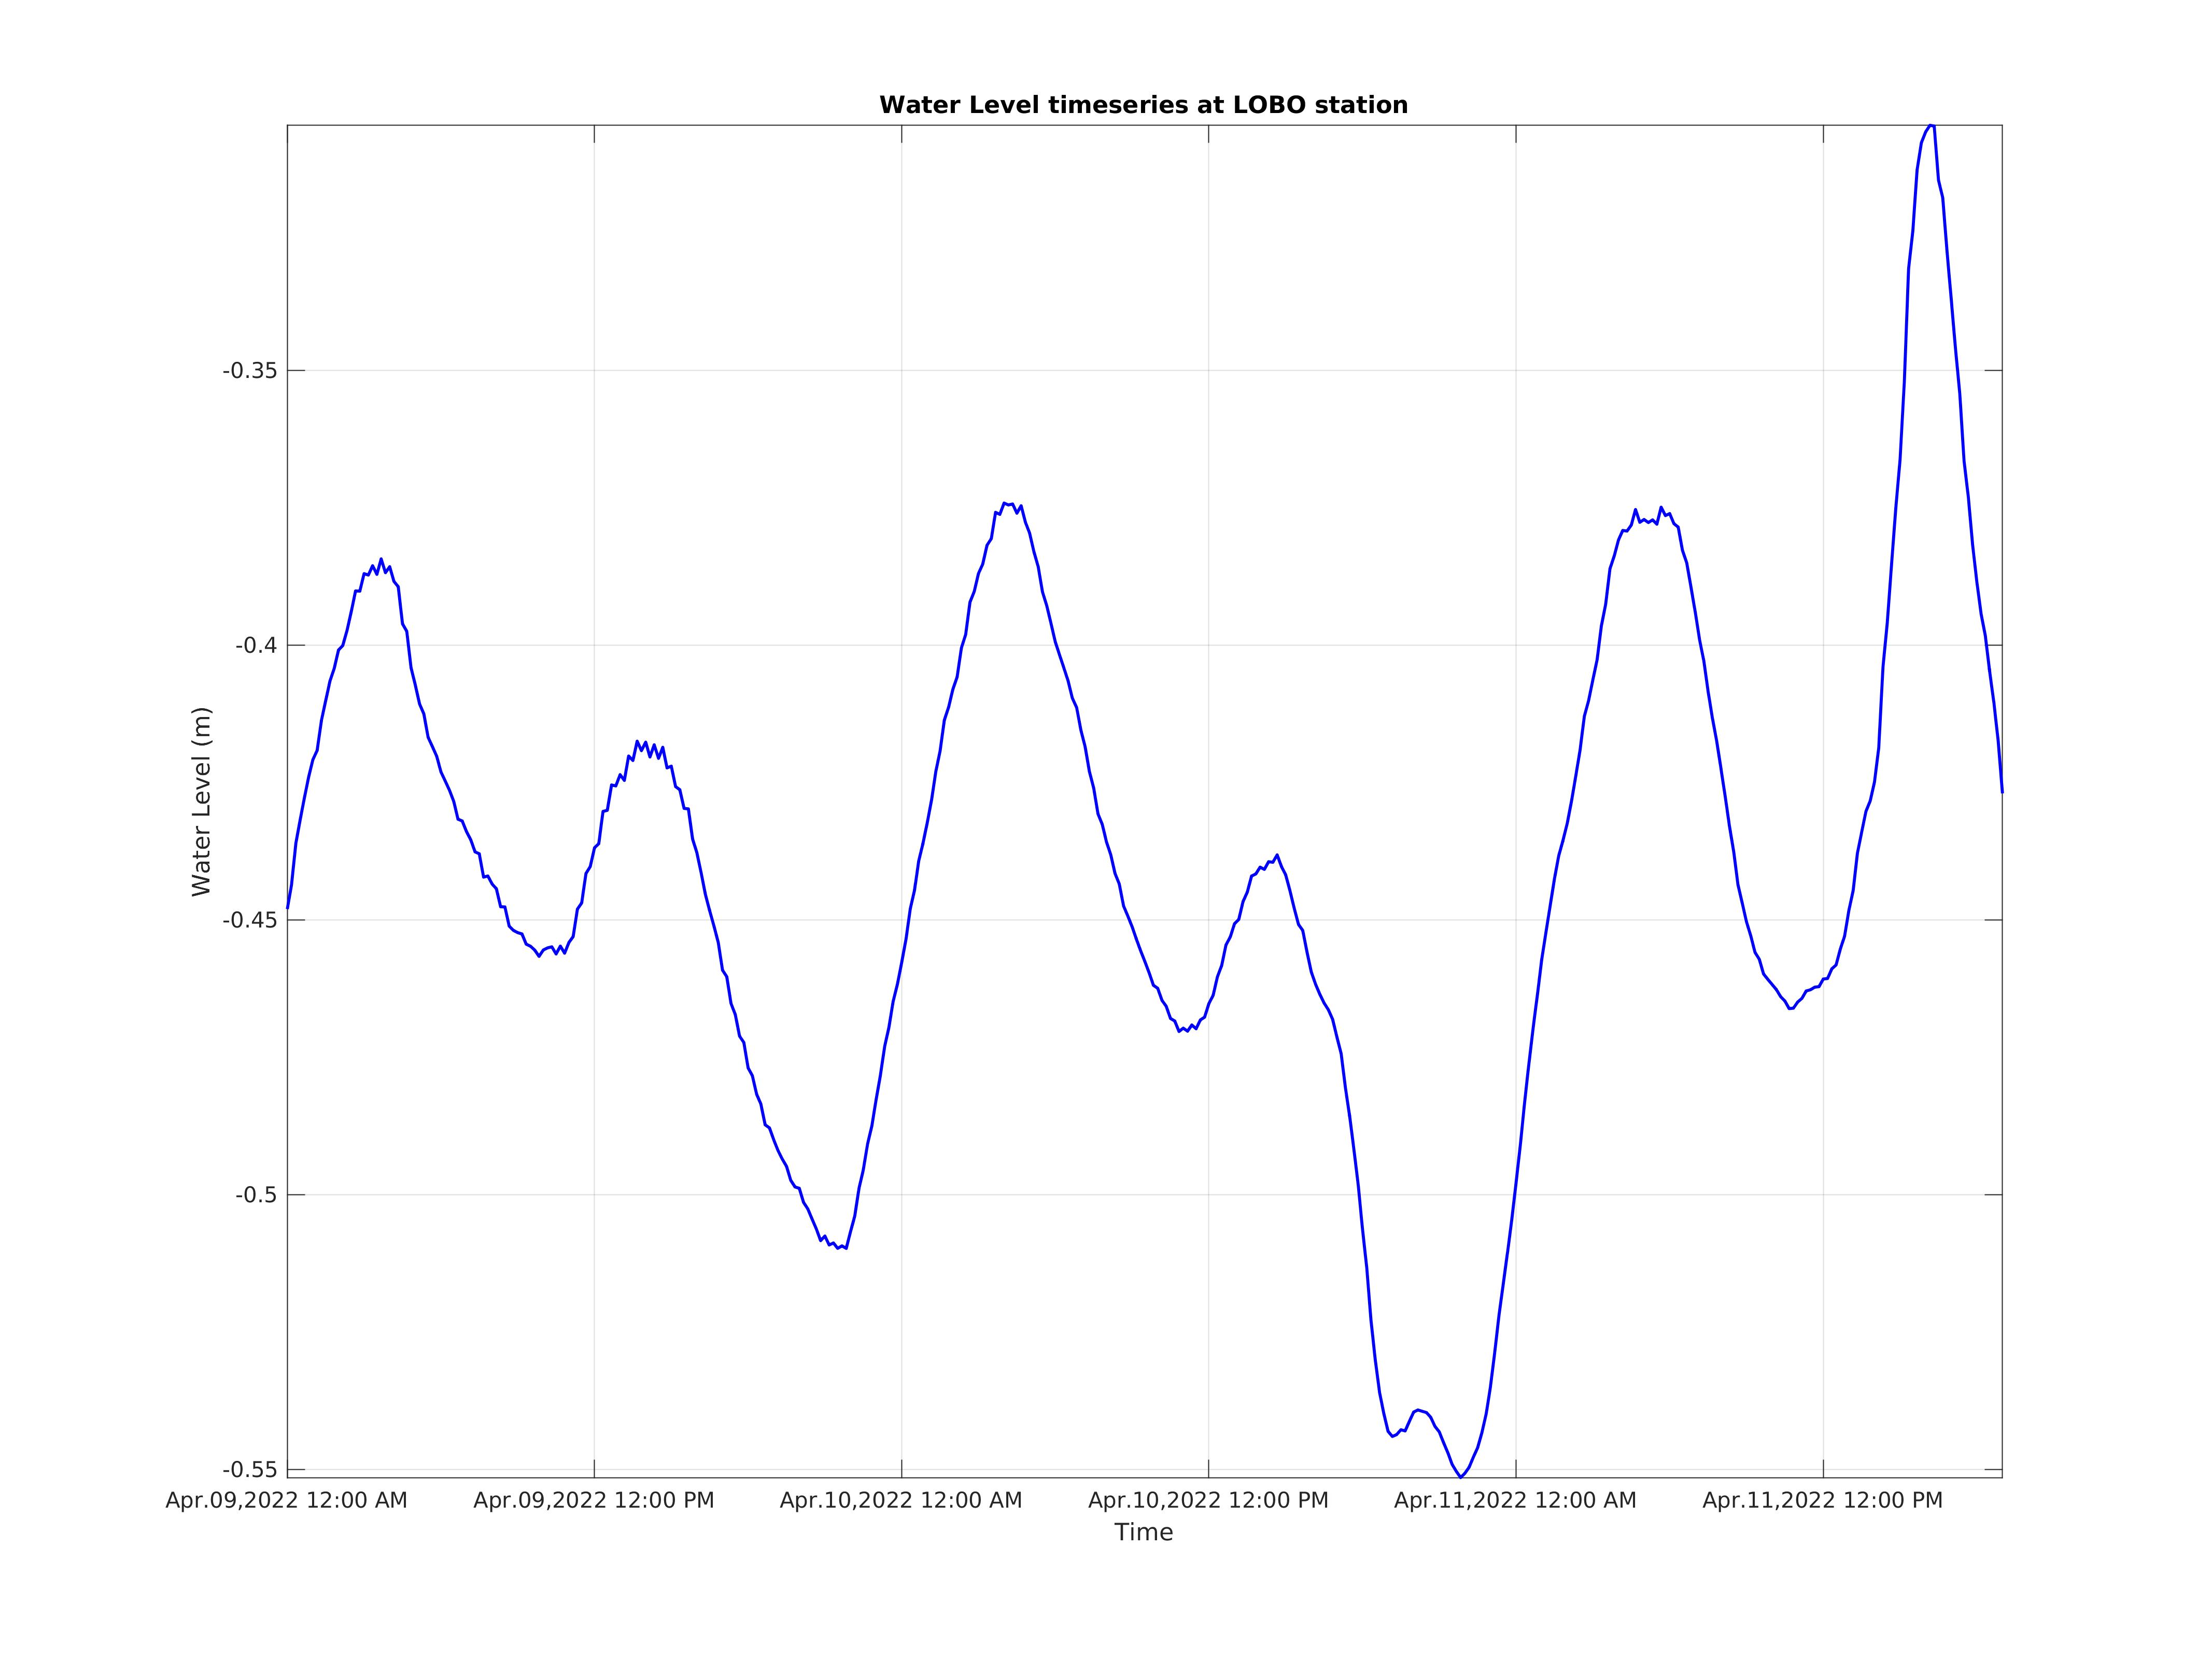 Water Level timeseries at LOBO station
-0.35
-0.4
-0.45
-0.5
-0.55
Water Level (m)
Apr.09,2022 12:00 AM
Apr.09,2022 12:00 PM
Apr.10,2022 12:00 AM
Apr.10,2022 12:00 PM
Apr.11,2022 12:00 AM
Apr.11,2022 12:00 PM
Time